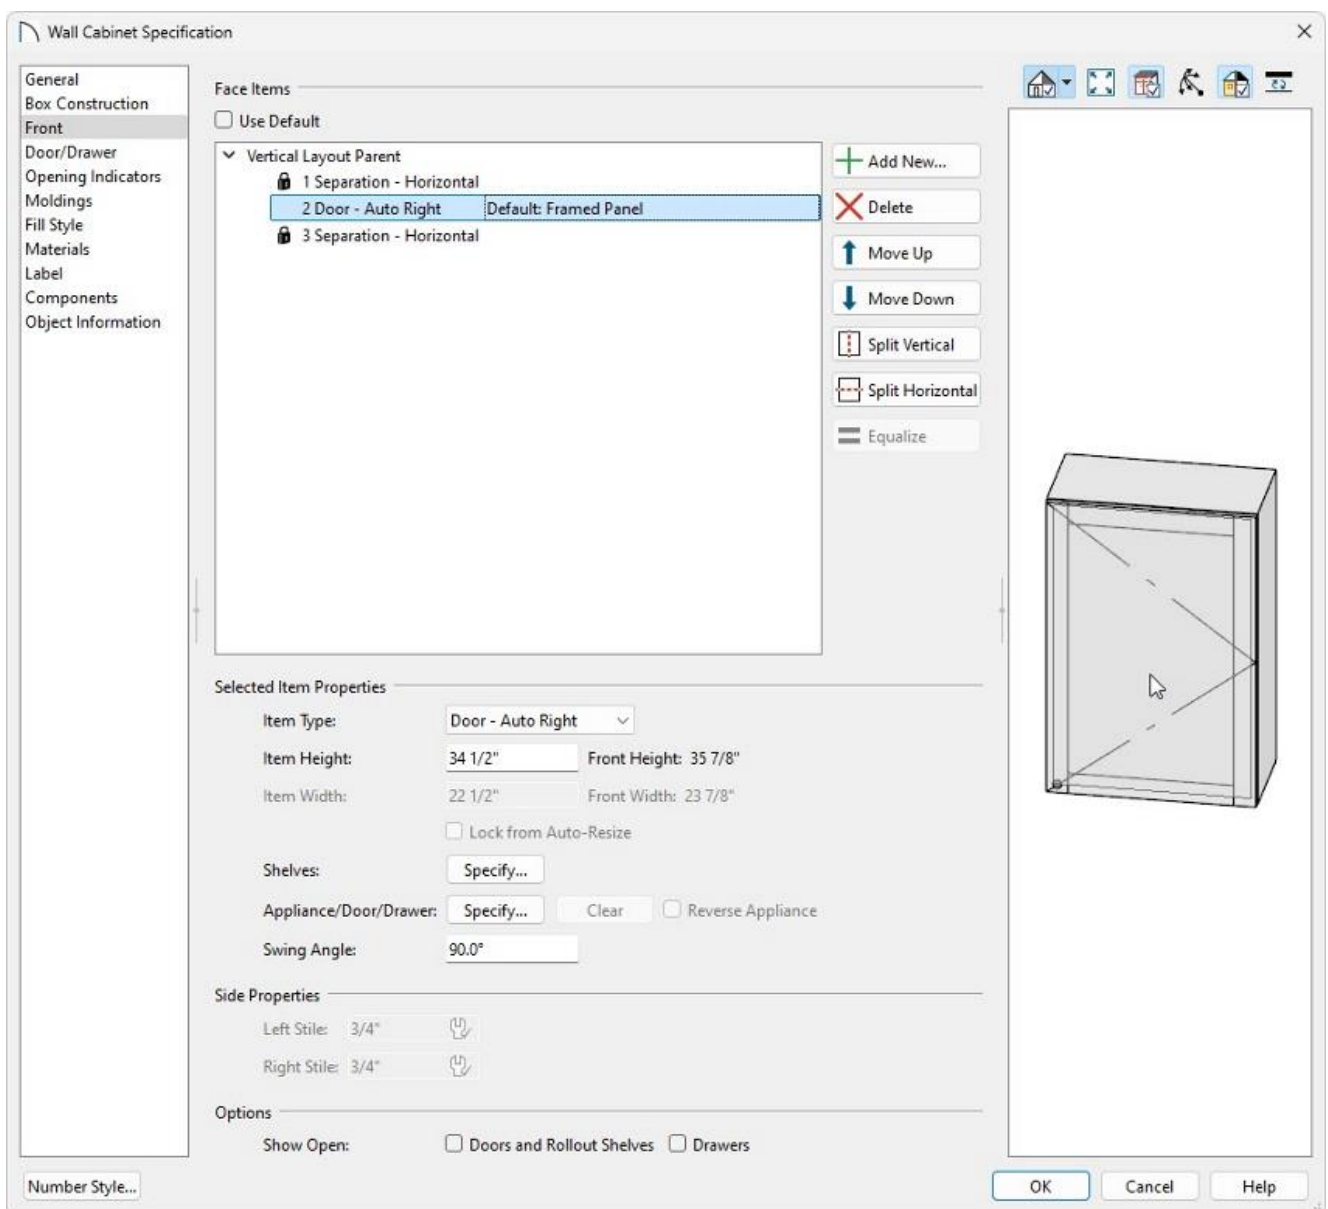 Wall Cabinet Specification
General
Box Construction
Front
Door/Drawer
Opening Indicators
Moldings
Fill Style
Materials
Label
Components
Object Information
Face Items
Use Default
Vertical Layout Parent
1 Separation - Horizontal
2 Door - Auto Right Default: Framed Panel
3 Separation - Horizontal
Add New...
Delete
Move Up
Move Down
Split Vertical
Split Horizontal
Equalize
Selected Item Properties
Item Type: Door - Auto Right
Item Height: 34 1/2" Front Height: 35 7/8"
Item Width: 22 1/2" Front Width: 23 7/8"
Lock from Auto-Resize
Shelves: Specify...
Appliance/Door/Drawer: Specify... Clear Reverse Appliance
Swing Angle: 90.0°
Side Properties
Left Stile: 3/4"
Right Stile: 3/4"
Options
Show Open: Doors and Rollout Shelves Drawers
Number Style... OK Cancel Help